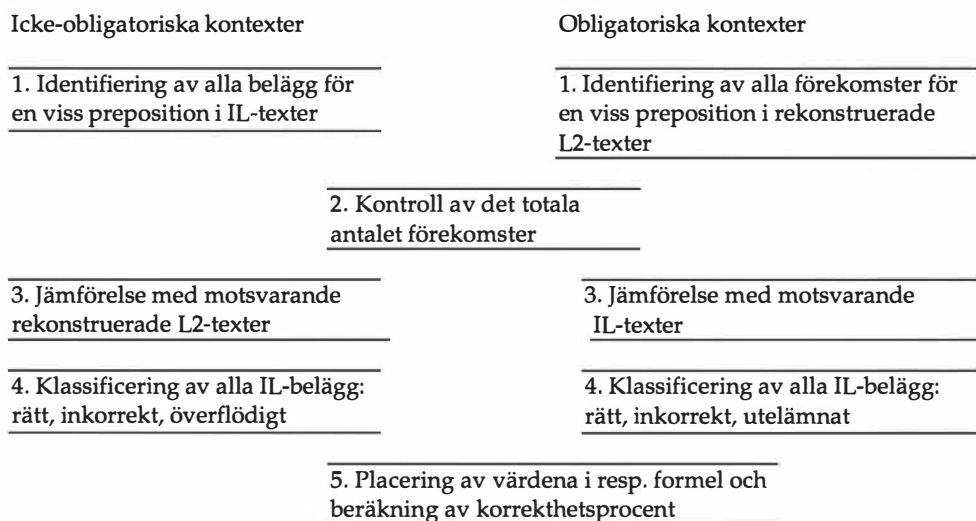 Icke-obligatoriska kontexter
Obligatoriska kontexter
1. Identifiering av alla belägg för
en viss preposition i IL-texter
1. Identifiering av alla förekomster för
en viss preposition i rekonstruerade
L2-texter
2. Kontroll av det totala
antalet förekomster
3. Jämförelse med motsvarande
rekonstruerade L2-texter
3. Jämförelse med motsvarande
IL-texter
4. Klassificering av alla IL-belägg:
rätt, inkorrekt, överflödigt
4. Klassificering av alla IL-belägg:
rätt, inkorrekt, utelämnat
5. Placering av värdena i resp. formel och
beräkning av korrekthetsprocent